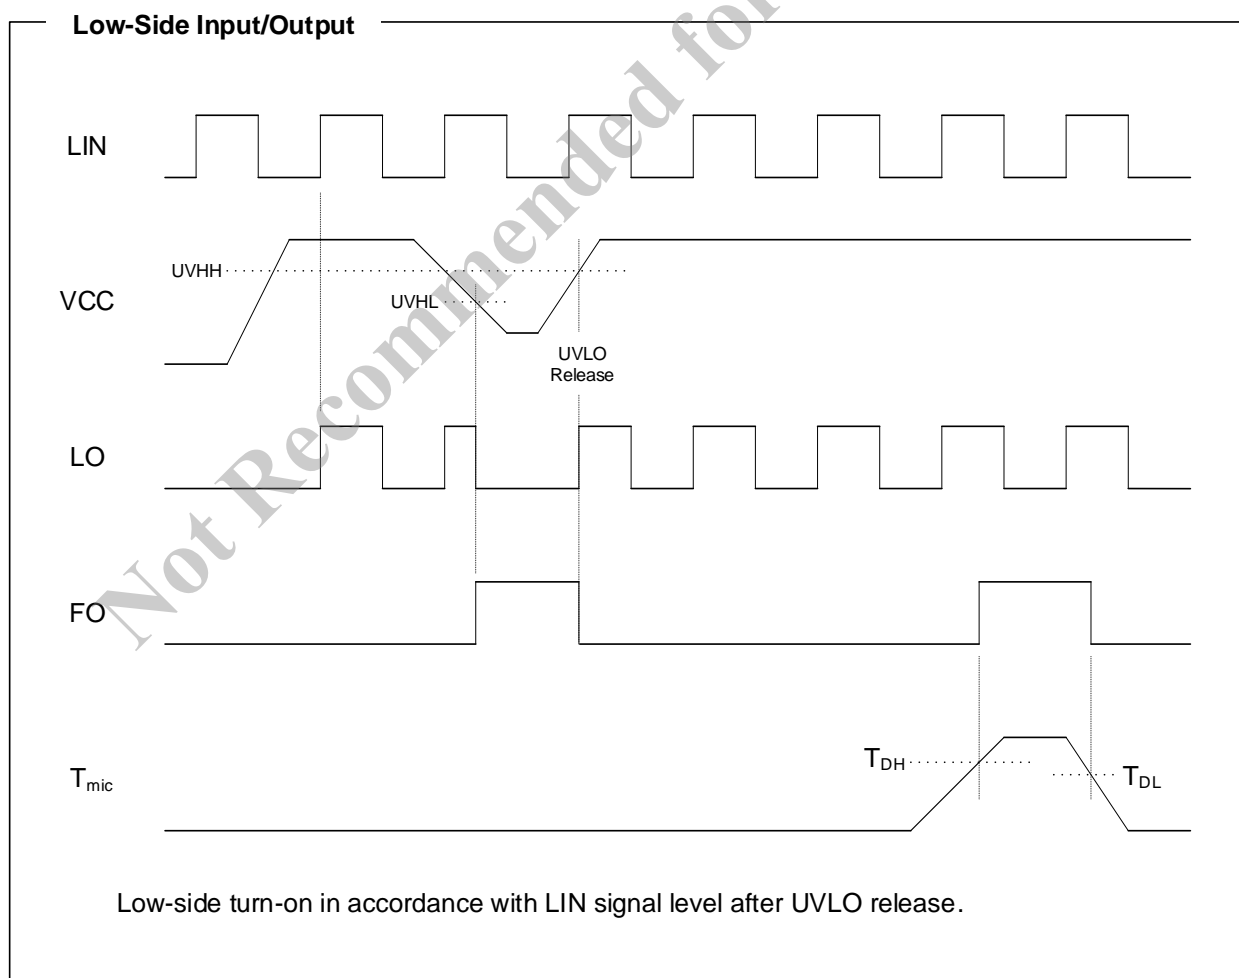 Low-Side Input/Output
Not Recommended for
LIN
UVHH
VCC
UVHL
UVLO
Release
LO
FO
TDH
Tmic
TDL
Low-side turn-on in accordance with LIN signal level after UVLO release.